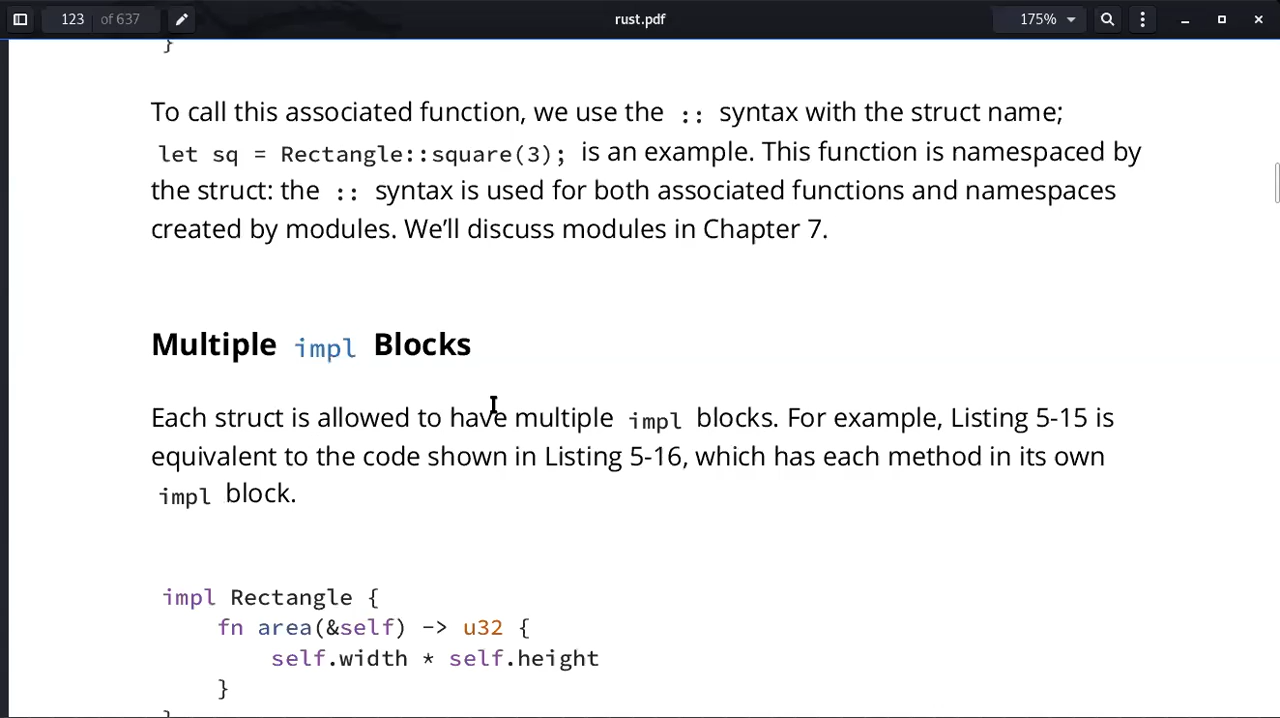 123 of 637 rust.pdf 175%
}
To call this associated function, we use the :: syntax with the struct name;
let sq = Rectangle::square(3); is an example. This function is namespaced by
the struct: the :: syntax is used for both associated functions and namespaces
created by modules. We’ll discuss modules in Chapter 7.
Multiple impl Blocks
Each struct is allowed to have multiple impl blocks. For example, Listing 5-15 is
equivalent to the code shown in Listing 5-16, which has each method in its own
impl block.
impl Rectangle {
    fn area(&self) -> u32 {
        self.width * self.height
    }
}